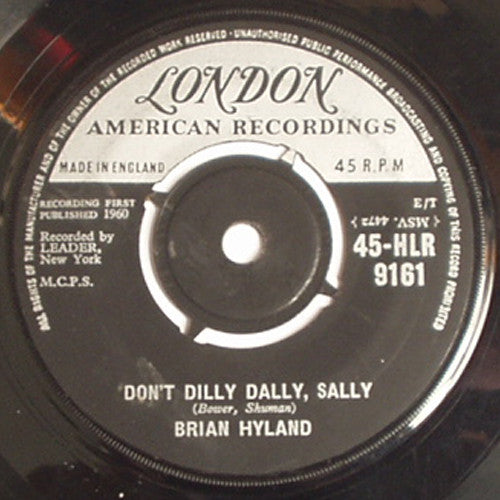 ALL RIGHTS OF THE MANUFACTURER AND OF THE OWNER OF THE RECORDED WORK RESERVED · UNAUTHORISED PUBLIC PERFORMANCE BROADCASTING AND COPYING OF THIS RECORD PROHIBITED
LONDON
AMERICAN RECORDINGS
MADE IN ENGLAND
45 R.P.M
RECORDING FIRST
PUBLISHED 1960
E/T
Recorded by
LEADER,
New York
( MSV. 4472 )
M.C.P.S.
45-HLR
9161
DON'T DILLY DALLY, SALLY
(Bower, Shuman)
BRIAN HYLAND